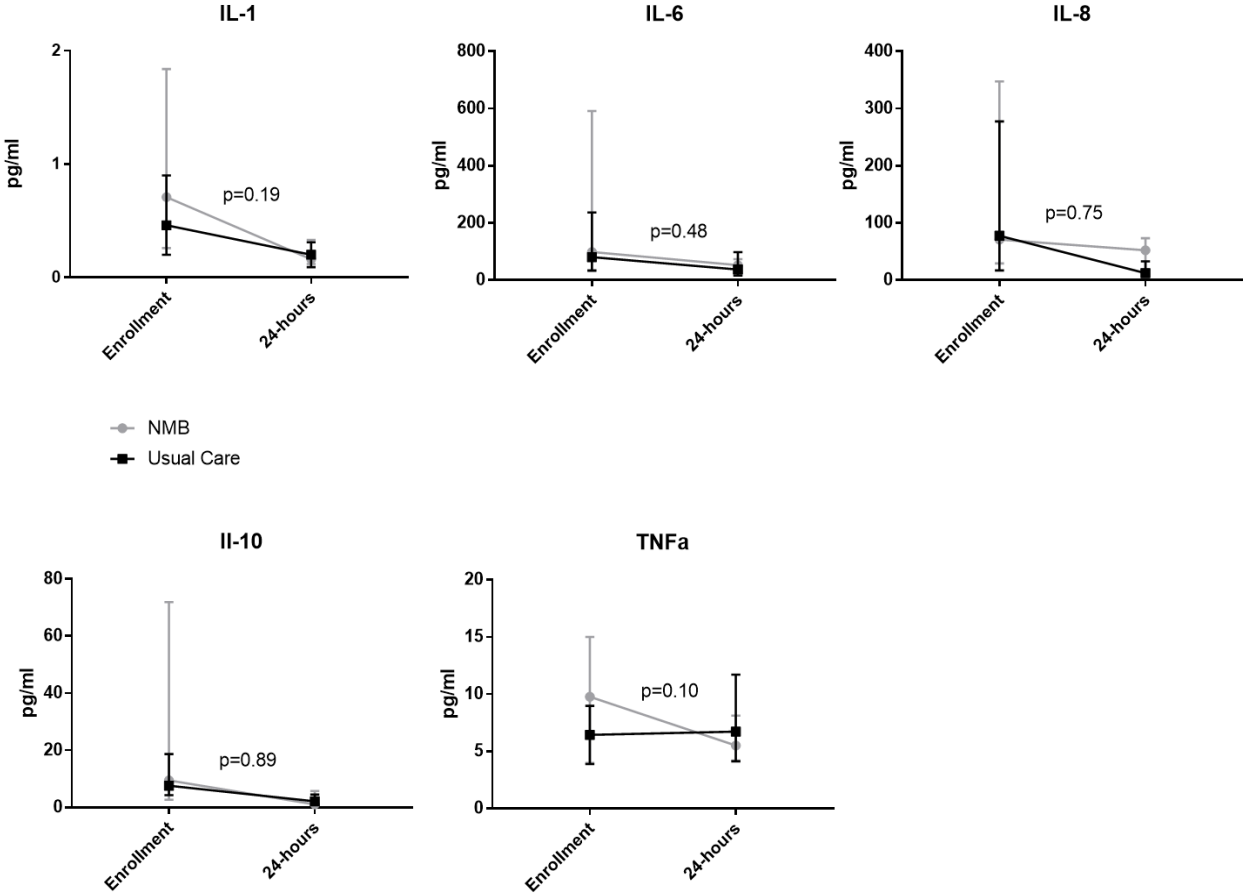 IL-1
2
1
0
pg/ml
p=0.19
Enrollment
24-hours
IL-6
800
600
400
200
0
pg/ml
p=0.48
Enrollment
24-hours
IL-8
400
300
200
100
0
pg/ml
p=0.75
Enrollment
24-hours
NMB
Usual Care
Il-10
80
60
40
20
0
pg/ml
p=0.89
Enrollment
24-hours
TNFa
20
15
10
5
0
pg/ml
p=0.10
Enrollment
24-hours